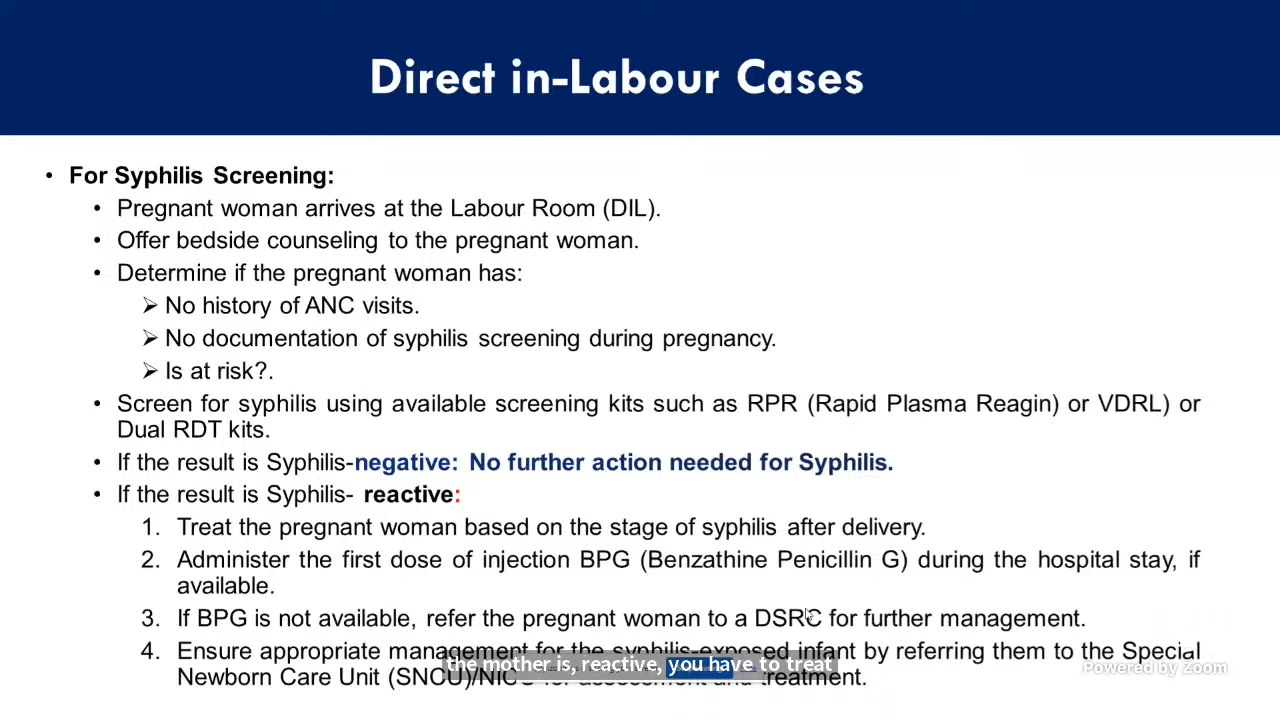 Direct in-Labour Cases
• For Syphilis Screening:
• Pregnant woman arrives at the Labour Room (DIL).
• Offer bedside counseling to the pregnant woman.
• Determine if the pregnant woman has:
➢ No history of ANC visits.
➢ No documentation of syphilis screening during pregnancy.
➢ Is at risk?.
• Screen for syphilis using available screening kits such as RPR (Rapid Plasma Reagin) or VDRL) or
Dual RDT kits.
• If the result is Syphilis-negative: No further action needed for Syphilis.
• If the result is Syphilis- reactive:
1. Treat the pregnant woman based on the stage of syphilis after delivery.
2. Administer the first dose of injection BPG (Benzathine Penicillin G) during the hospital stay, if
available.
3. If BPG is not available, refer the pregnant woman to a DSRC for further management.
4. Ensure appropriate management for the syphilis-exposed infant by referring them to the Special
the mother is, reactive, you have to treat
Powered by Zoom
Newborn Care Unit (SNCU)/NICU for assessment and treatment.